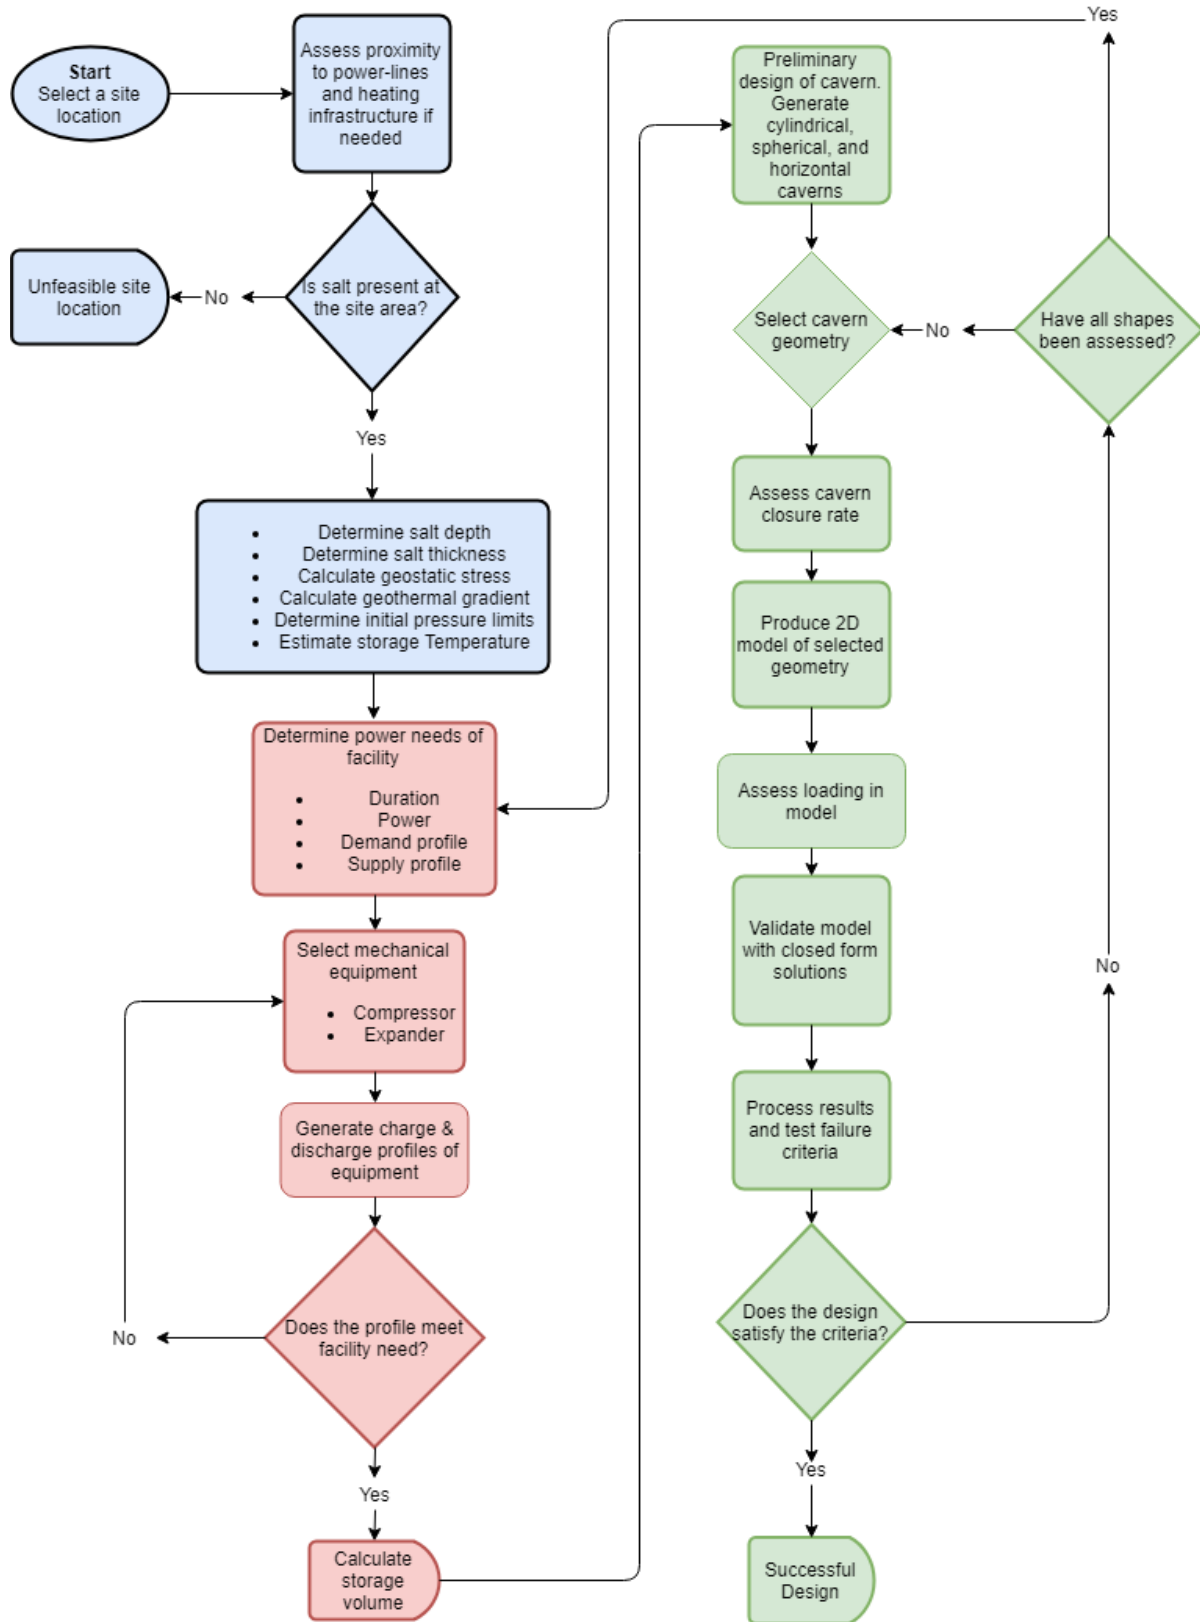 Start
Select a site
location
Assess proximity
to power-lines
and heating
infrastructure if
needed
Is salt present at
the site area?
No
Unfeasible site
location
Yes
• Determine salt depth
• Determine salt thickness
• Calculate geostatic stress
• Calculate geothermal gradient
• Determine initial pressure limits
• Estimate storage Temperature
Determine power needs of
facility
• Duration
• Power
• Demand profile
• Supply profile
Select mechanical
equipment
• Compressor
• Expander
Generate charge &
discharge profiles of
equipment
Does the profile meet
facility need?
No
Yes
Calculate
storage
volume
Preliminary
design of cavern.
Generate
cylindrical,
spherical, and
horizontal
caverns
Select cavern
geometry
Assess cavern
closure rate
Produce 2D
model of selected
geometry
Assess loading in
model
Validate model
with closed form
solutions
Process results
and test failure
criteria
Does the design
satisfy the criteria?
Yes
Successful
Design
No
Have all shapes
been assessed?
No
Yes